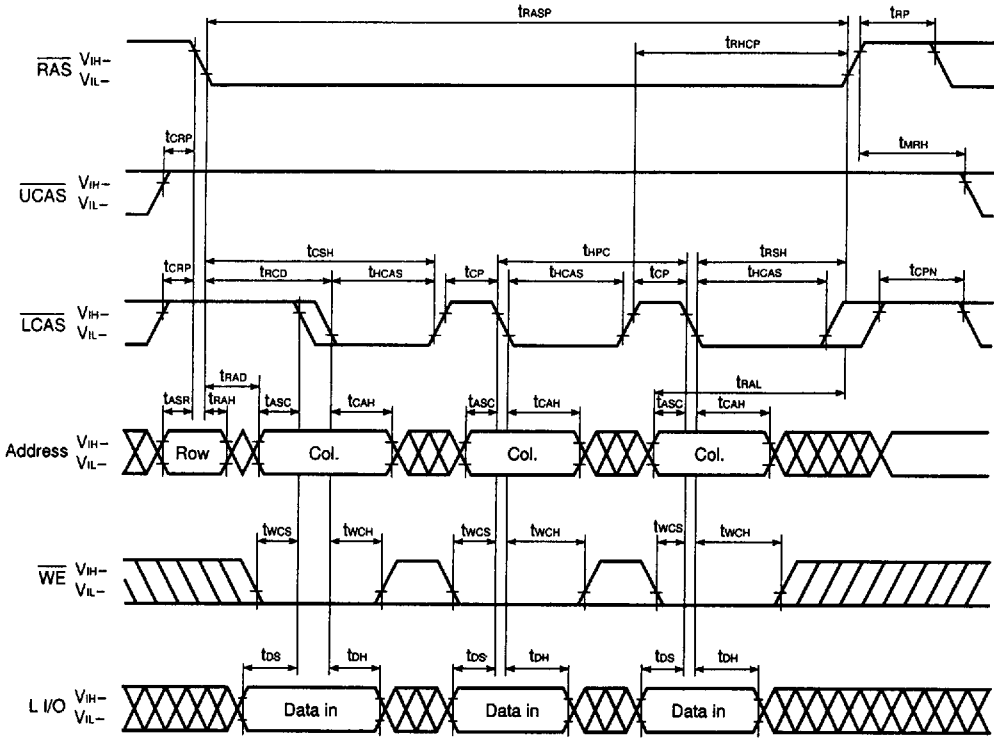 tRASP
tRP
tRHCP
RAS VIH–
VIL–
tCRP
tMRH
UCAS VIH–
VIL–
tCSH
tHPC
tRSH
tCRP tRCD tHCAS tCP tHCAS tCP tHCAS tCPN
LCAS VIH–
VIL–
tRAD
tRAL
tASR tRAH tASC tCAH tASC tCAH tASC tCAH
Address VIH–
VIL–
Row Col. Col. Col.
tWCS tWCH tWCS tWCH tWCS tWCH
WE VIH–
VIL–
tDS tDH tDS tDH tDS tDH
L I/O VIH–
VIL–
Data in Data in Data in